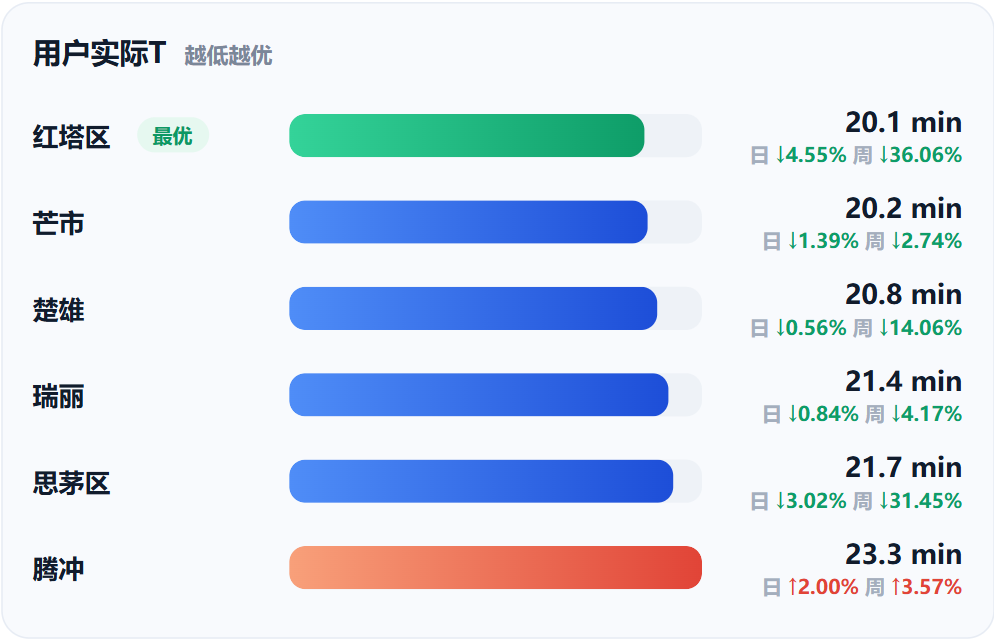 用户实际T 越低越优
红塔区 最优 20.1 min
日 ↓4.55% 周 ↓36.06%
芒市 20.2 min
日 ↓1.39% 周 ↓2.74%
楚雄 20.8 min
日 ↓0.56% 周 ↓14.06%
瑞丽 21.4 min
日 ↓0.84% 周 ↓4.17%
思茅区 21.7 min
日 ↓3.02% 周 ↓31.45%
腾冲 23.3 min
日 ↑2.00% 周 ↑3.57%